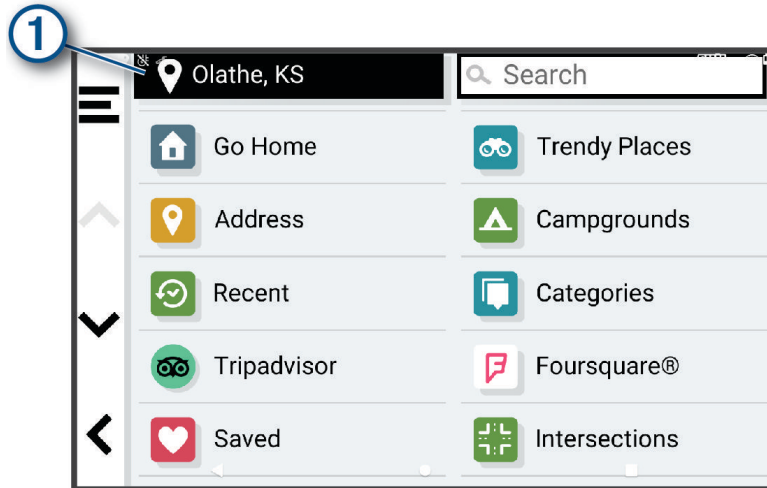 1
Olathe, KS
Search
Go Home
Trendy Places
Address
Campgrounds
Recent
Categories
Tripadvisor
Foursquare®
Saved
Intersections